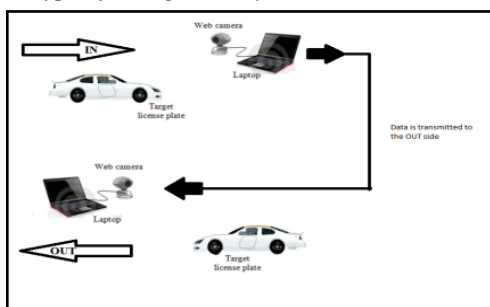 Web camera
IN
Laptop
Target
license plate
Data is transmitted to
the OUT side
Web camera
Laptop
OUT
Target
license plate